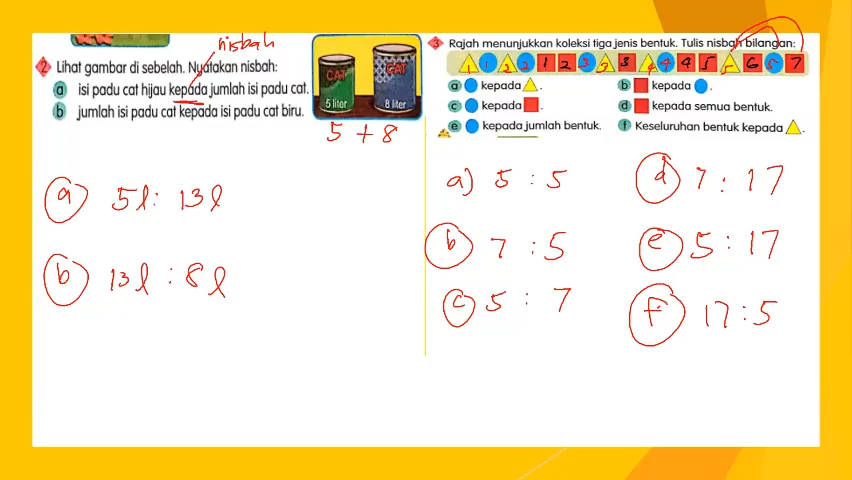 nisbah
2 Lihat gambar di sebelah. Nyatakan nisbah:
a isi padu cat hijau kepada jumlah isi padu cat.
b jumlah isi padu cat kepada isi padu cat biru.
CAT
5 liter
CAT
8 liter
5 + 8
a 5l : 13l
b 13l : 8l
3 Rajah menunjukkan koleksi tiga jenis bentuk. Tulis nisbah bilangan:
1 1 2 2 1 2 3 3 3 4 4 4 5 5 6 5 7
a kepada .
b kepada .
c kepada .
d kepada semua bentuk.
e kepada jumlah bentuk.
f Keseluruhan bentuk kepada .
a) 5 : 5
d 7 : 17
b 7 : 5
e 5 : 17
c 5 : 7
f 17 : 5